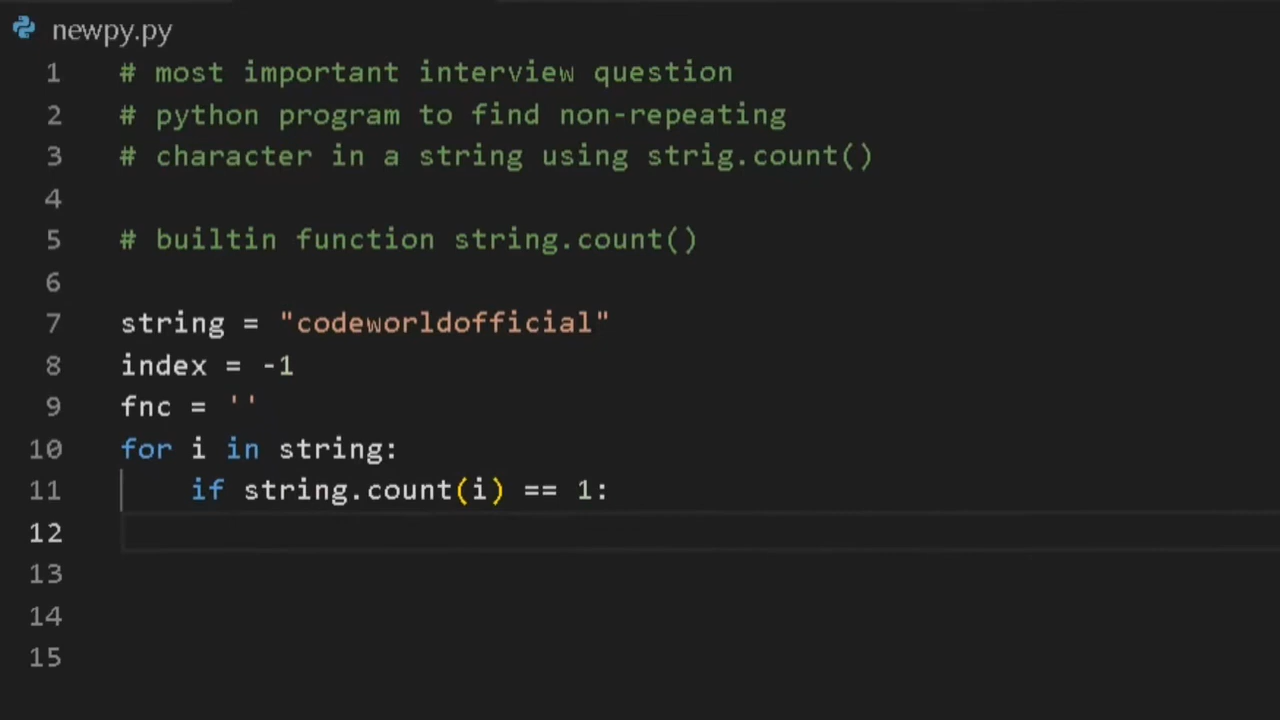 newpy.py
1 # most important interview question
2 # python program to find non-repeating
3 # character in a string using strig.count()
4
5 # builtin function string.count()
6
7 string = "codeworldofficial"
8 index = -1
9 fnc = ''
10 for i in string:
11     if string.count(i) == 1:
12
13
14
15